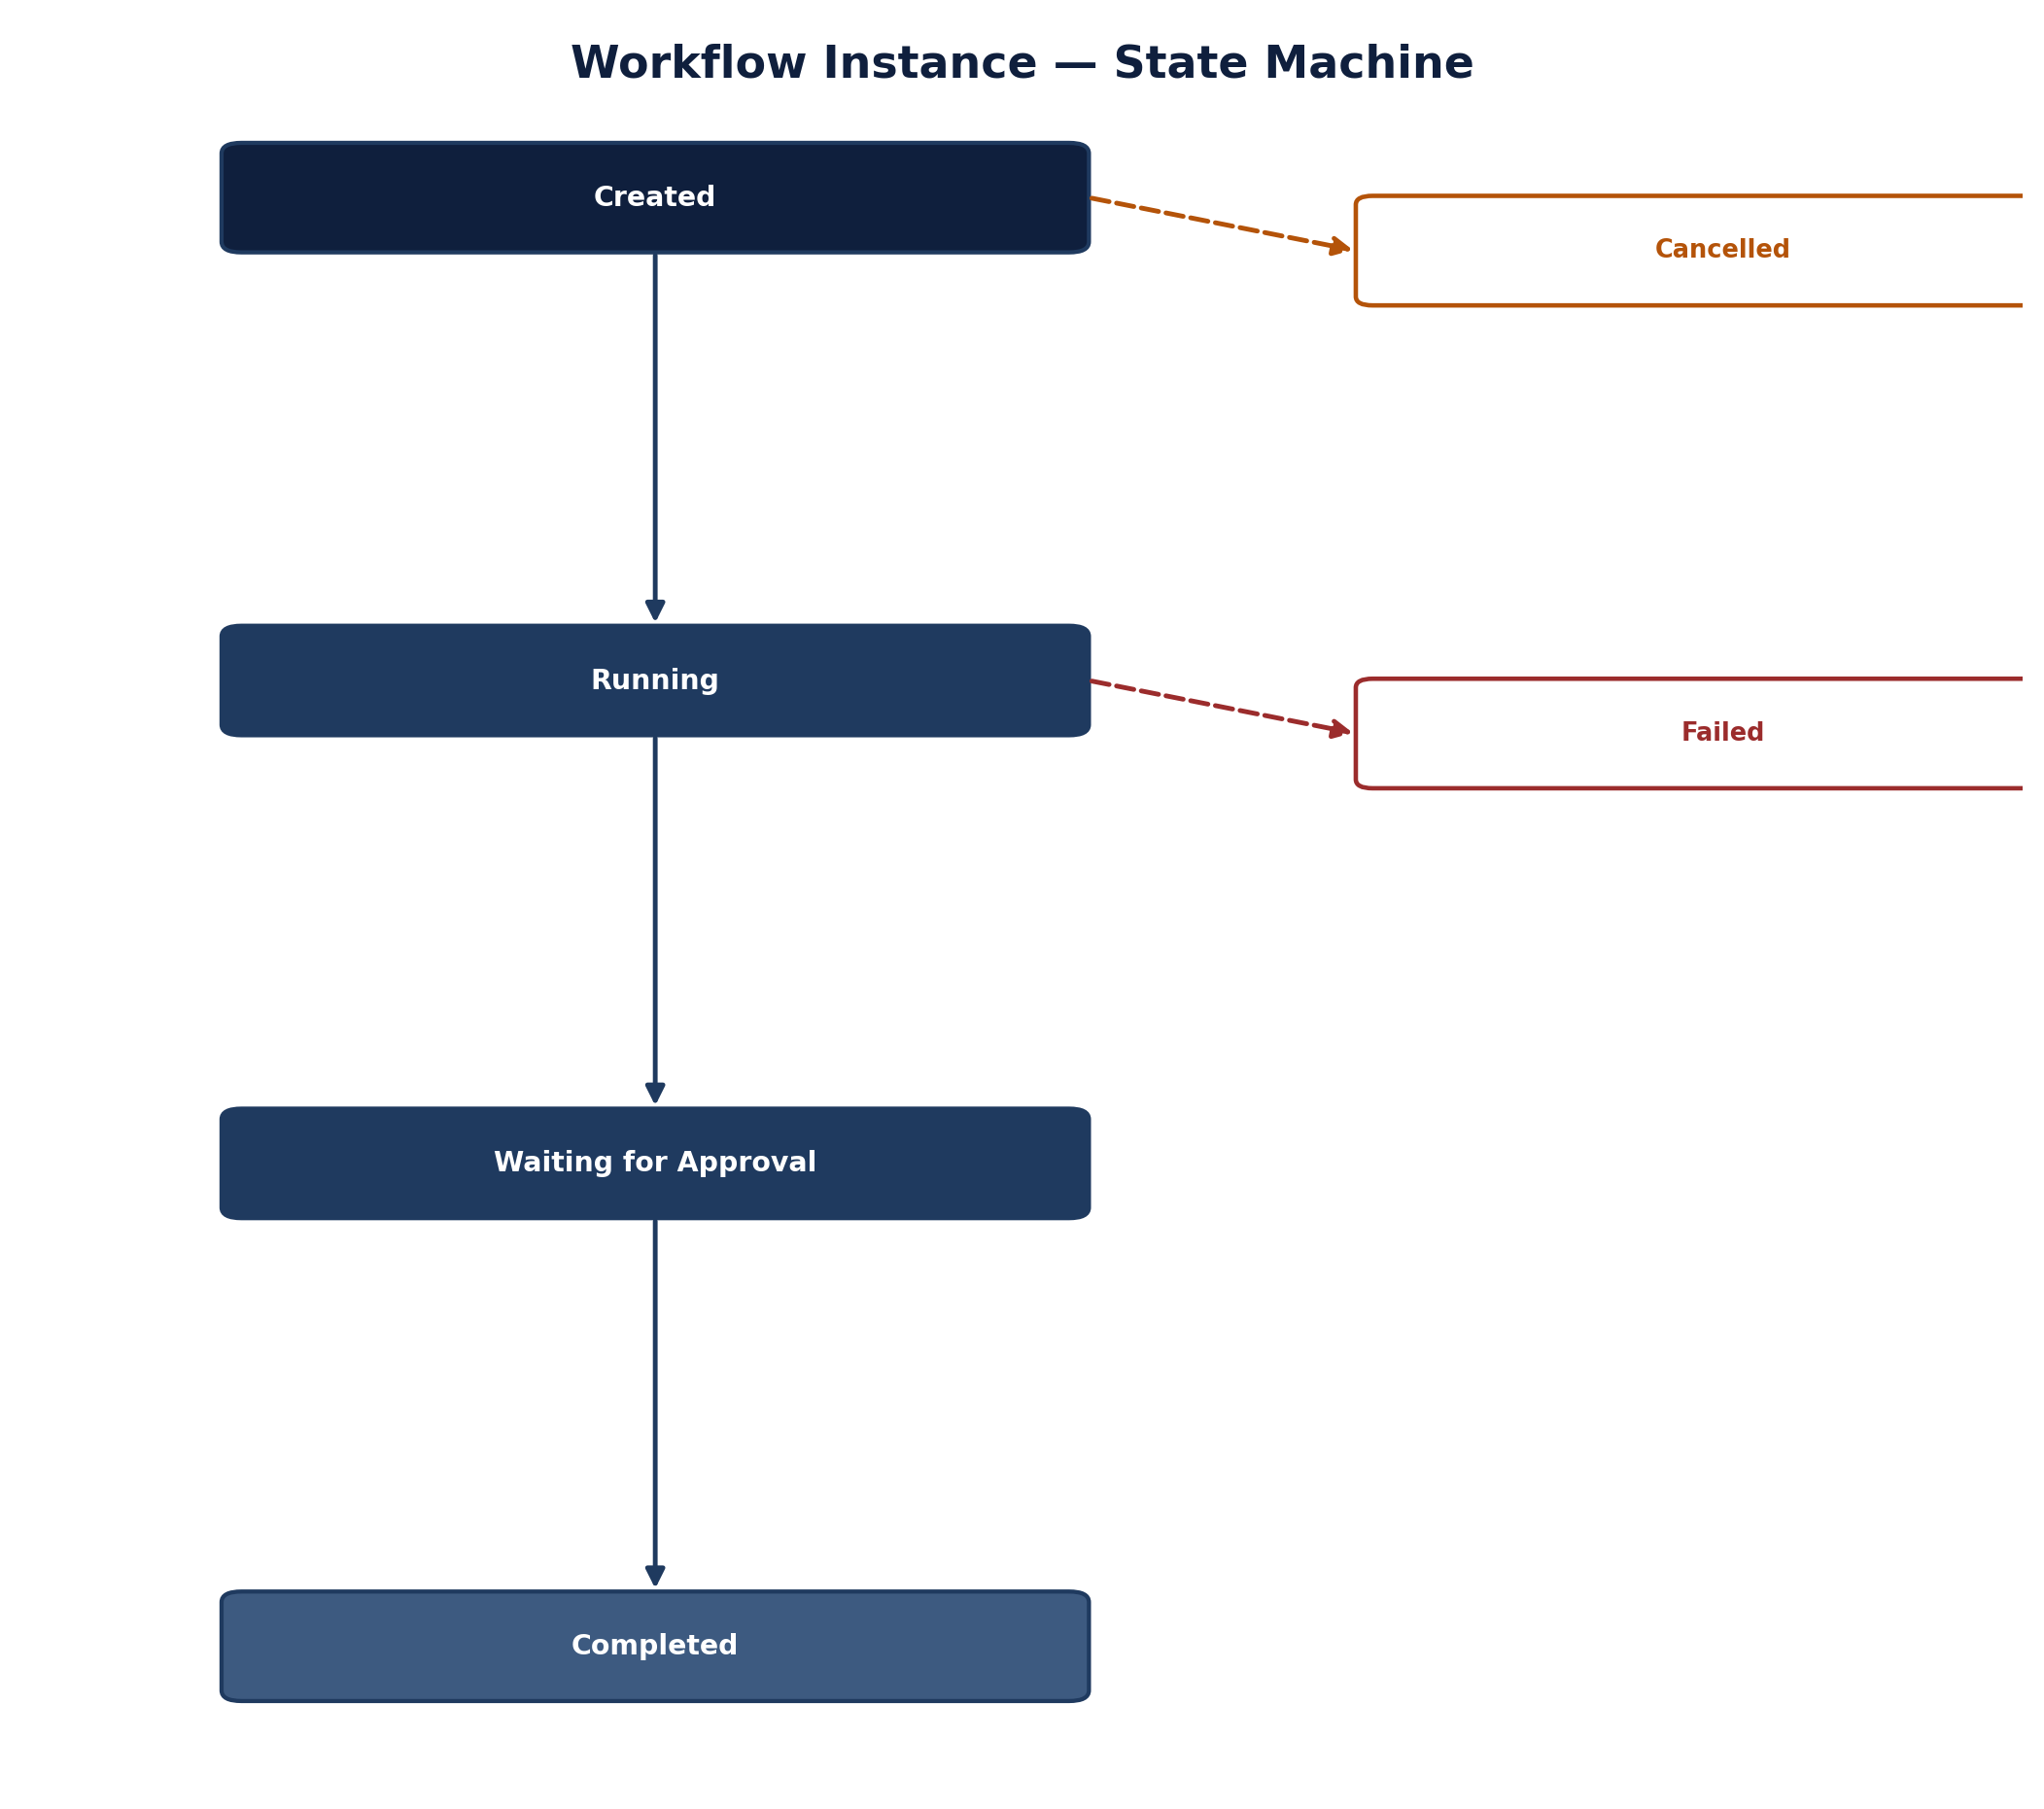 Workflow Instance — State Machine
Created
Cancelled
Running
Failed
Waiting for Approval
Completed